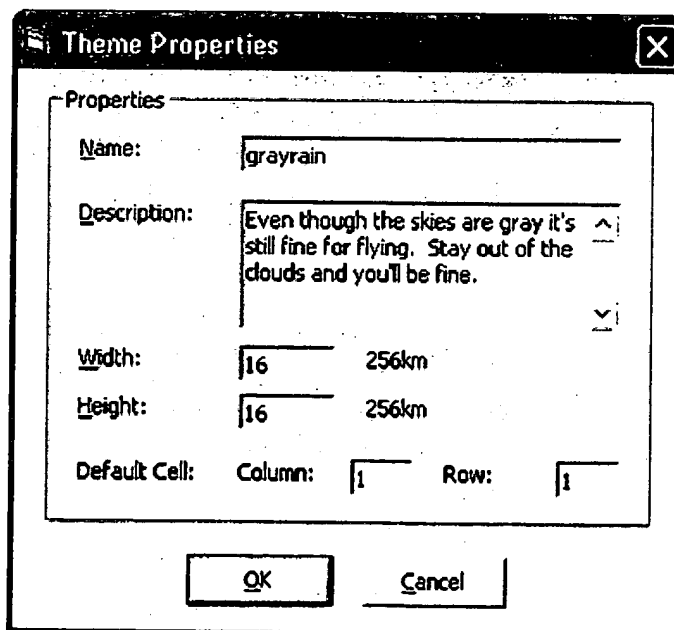 Theme Properties
Properties
Name: grayrain
Description: Even though the skies are gray it's
still fine for flying.  Stay out of the
clouds and you'll be fine.
Width: 16 256km
Height: 16 256km
Default Cell: Column: 1 Row: 1
OK Cancel